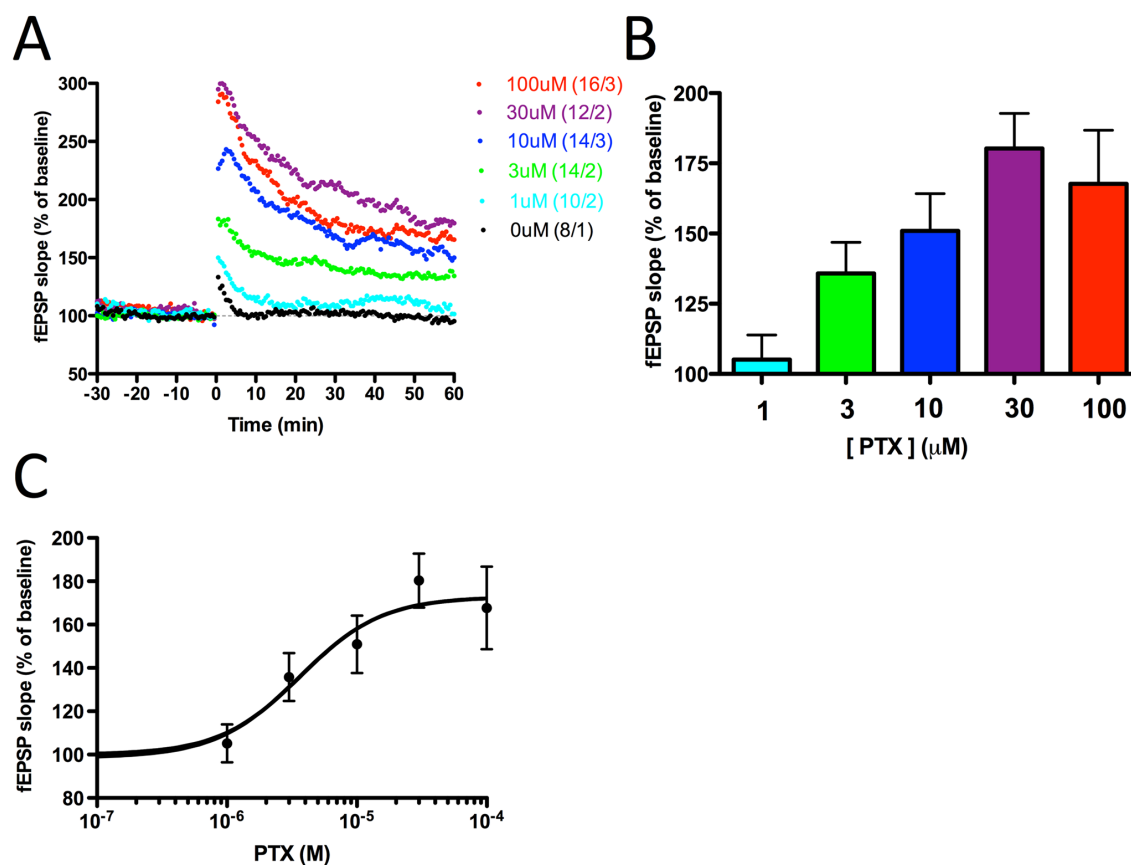 A
fEPSP slope (% of baseline)
300
250
200
150
100
50
-30 -20 -10 0 10 20 30 40 50 60
Time (min)
100uM (16/3)
30uM (12/2)
10uM (14/3)
3uM (14/2)
1uM (10/2)
0uM (8/1)
B
fEPSP slope (% of baseline)
200
175
150
125
100
1 3 10 30 100
[ PTX ] (μM)
C
fEPSP slope (% of baseline)
200
180
160
140
120
100
80
10-7 10-6 10-5 10-4
PTX (M)